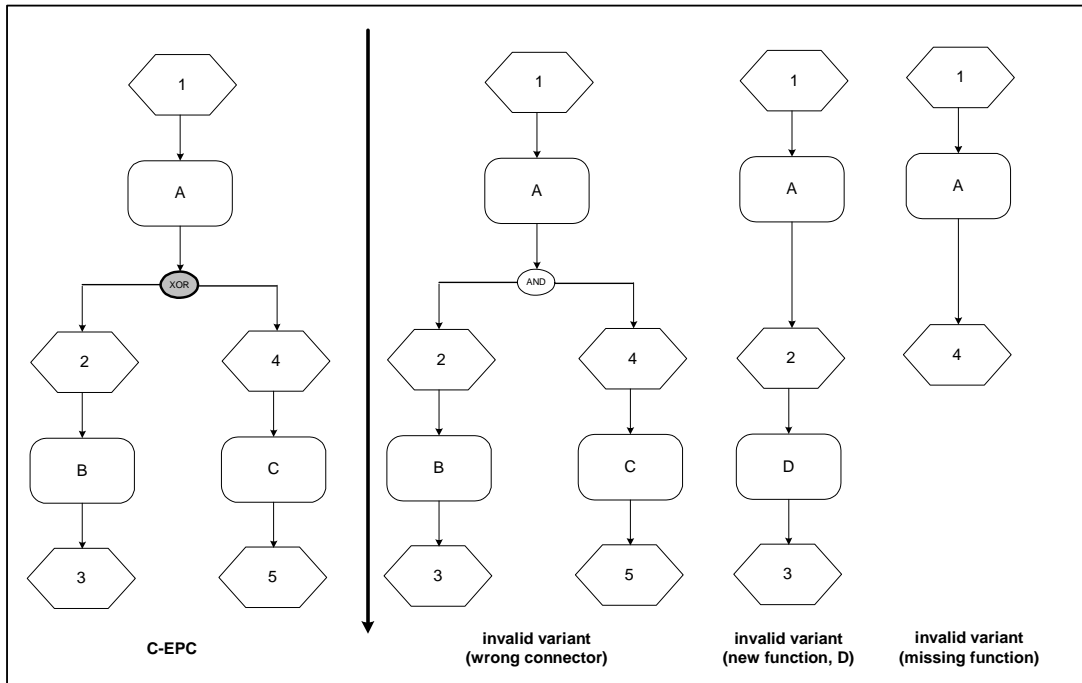 1
A
XOR
2
4
B
C
3
5
C-EPC
1
A
AND
2
4
B
C
3
5
invalid variant
(wrong connector)
1
A
2
D
3
invalid variant
(new function, D)
1
A
4
invalid variant
(missing function)